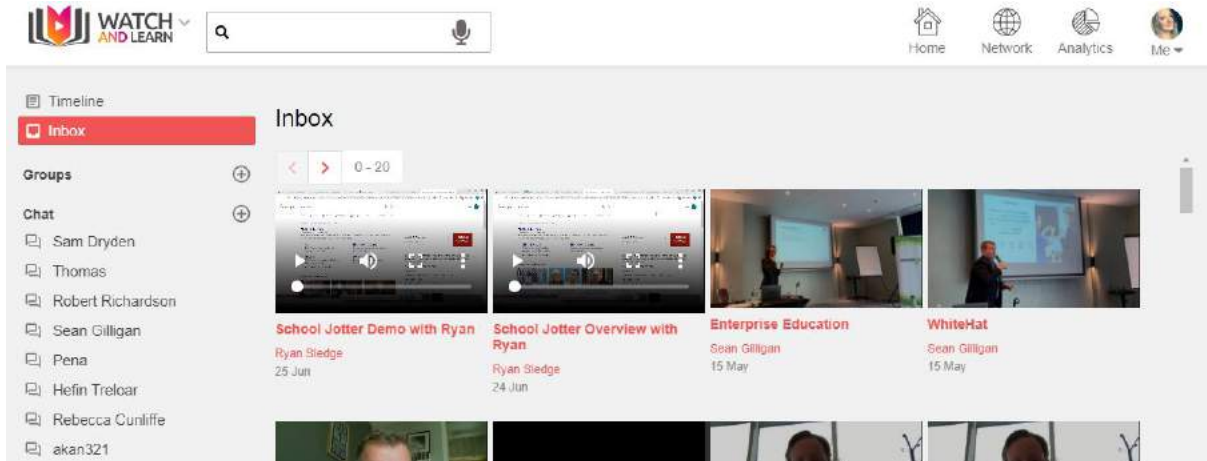 WATCH
AND LEARN
Home
Network
Analytics
Me
Timeline
Inbox
Groups
Chat
Sam Dryden
Thomas
Robert Richardson
Sean Gilligan
Pena
Hefin Treloar
Rebecca Cunliffe
akan321
Inbox
0 - 20
School Jotter Demo with Ryan
Ryan Sledge
25 Jun
School Jotter Overview with
Ryan
Ryan Sledge
24 Jun
Enterprise Education
Sean Gilligan
15 May
WhiteHat
Sean Gilligan
15 May